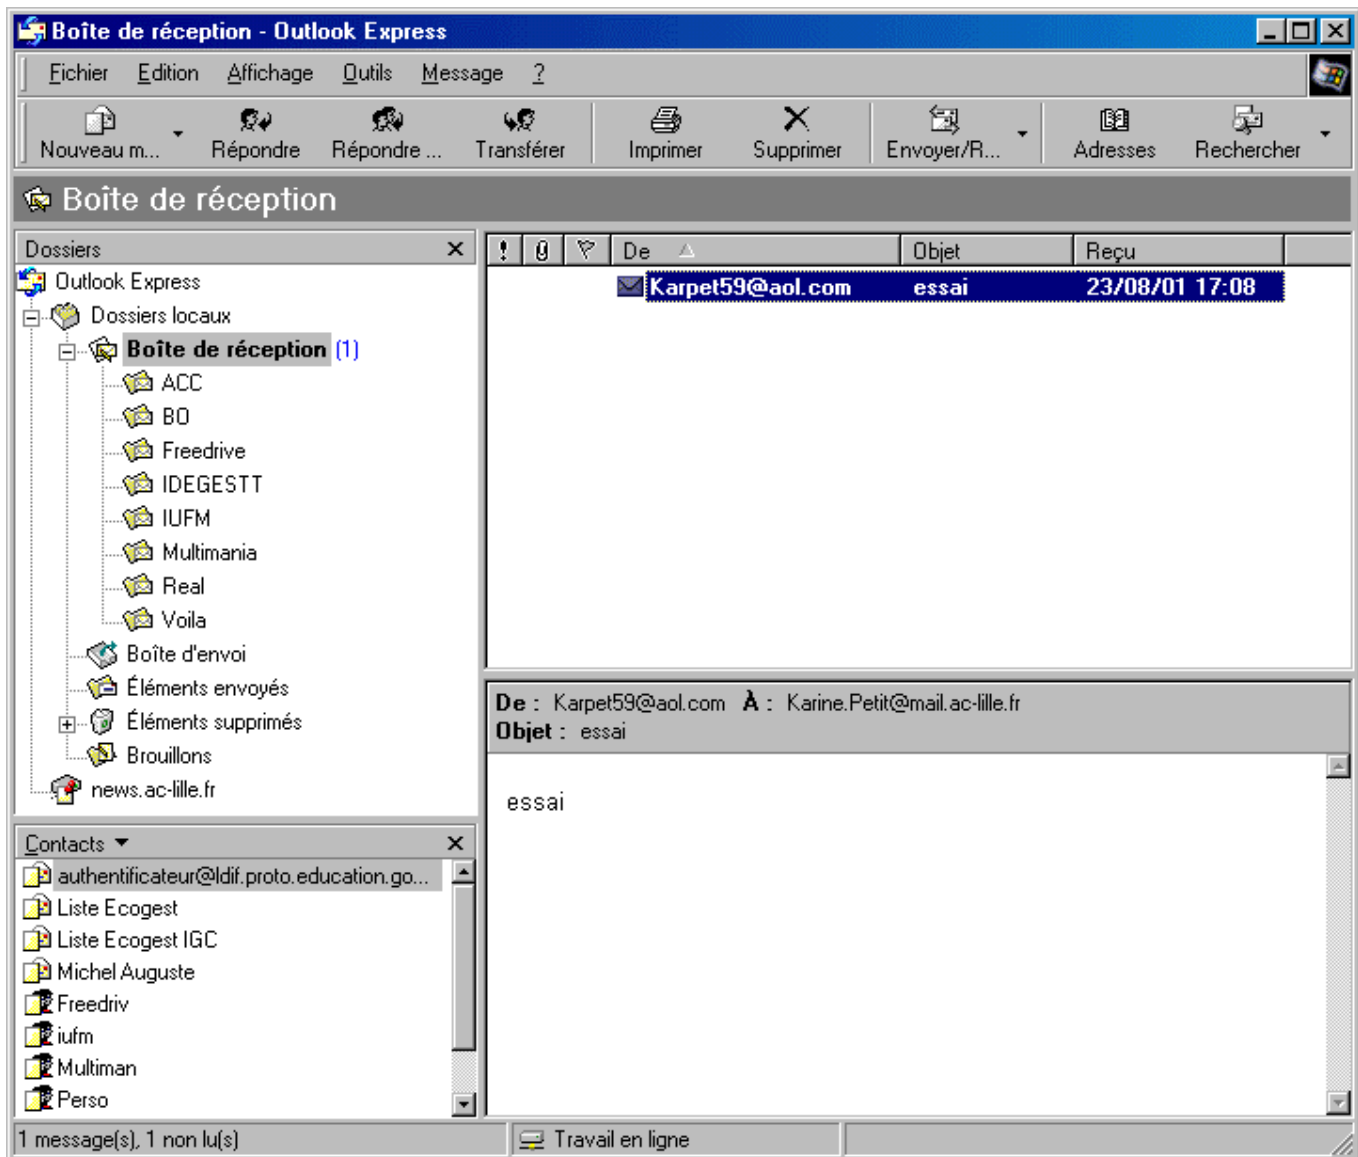 Boîte de réception - Outlook Express
Fichier Edition Affichage Outils Message ?
Nouveau m... Répondre Répondre ... Transférer Imprimer Supprimer Envoyer/R... Adresses Rechercher
Boîte de réception
Dossiers
Outlook Express
Dossiers locaux
Boîte de réception (1)
ACC
BO
Freedrive
IDEGESTT
IUFM
Multimania
Real
Voila
Boîte d'envoi
Éléments envoyés
Éléments supprimés
Brouillons
news.ac-lille.fr
Contacts
authentificateur@ldif.proto.education.go...
Liste Ecogest
Liste Ecogest IGC
Michel Auguste
Freedriv
iufm
Multiman
Perso
! De Objet Reçu
Karpet59@aol.com essai 23/08/01 17:08
De : Karpet59@aol.com À : Karine.Petit@mail.ac-lille.fr
Objet : essai
essai
1 message(s), 1 non lu(s) Travail en ligne